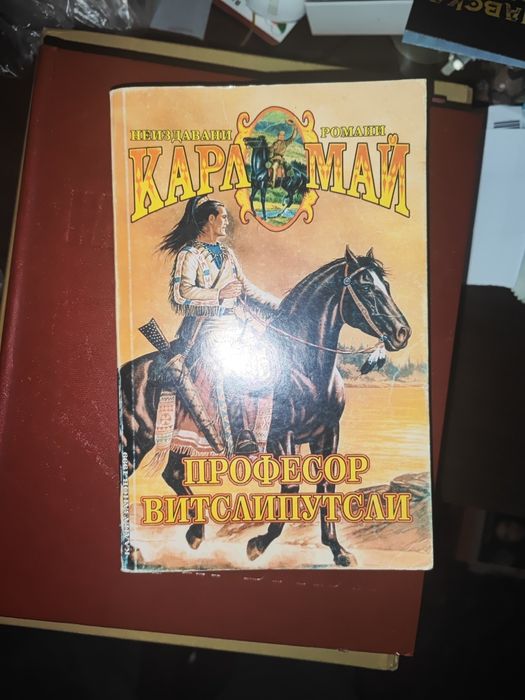 НЕИЗДАВАНИ РОМАНИ
КАРЛ МАЙ
ПРОФЕСОР
ВИТСЛИПУТСЛИ